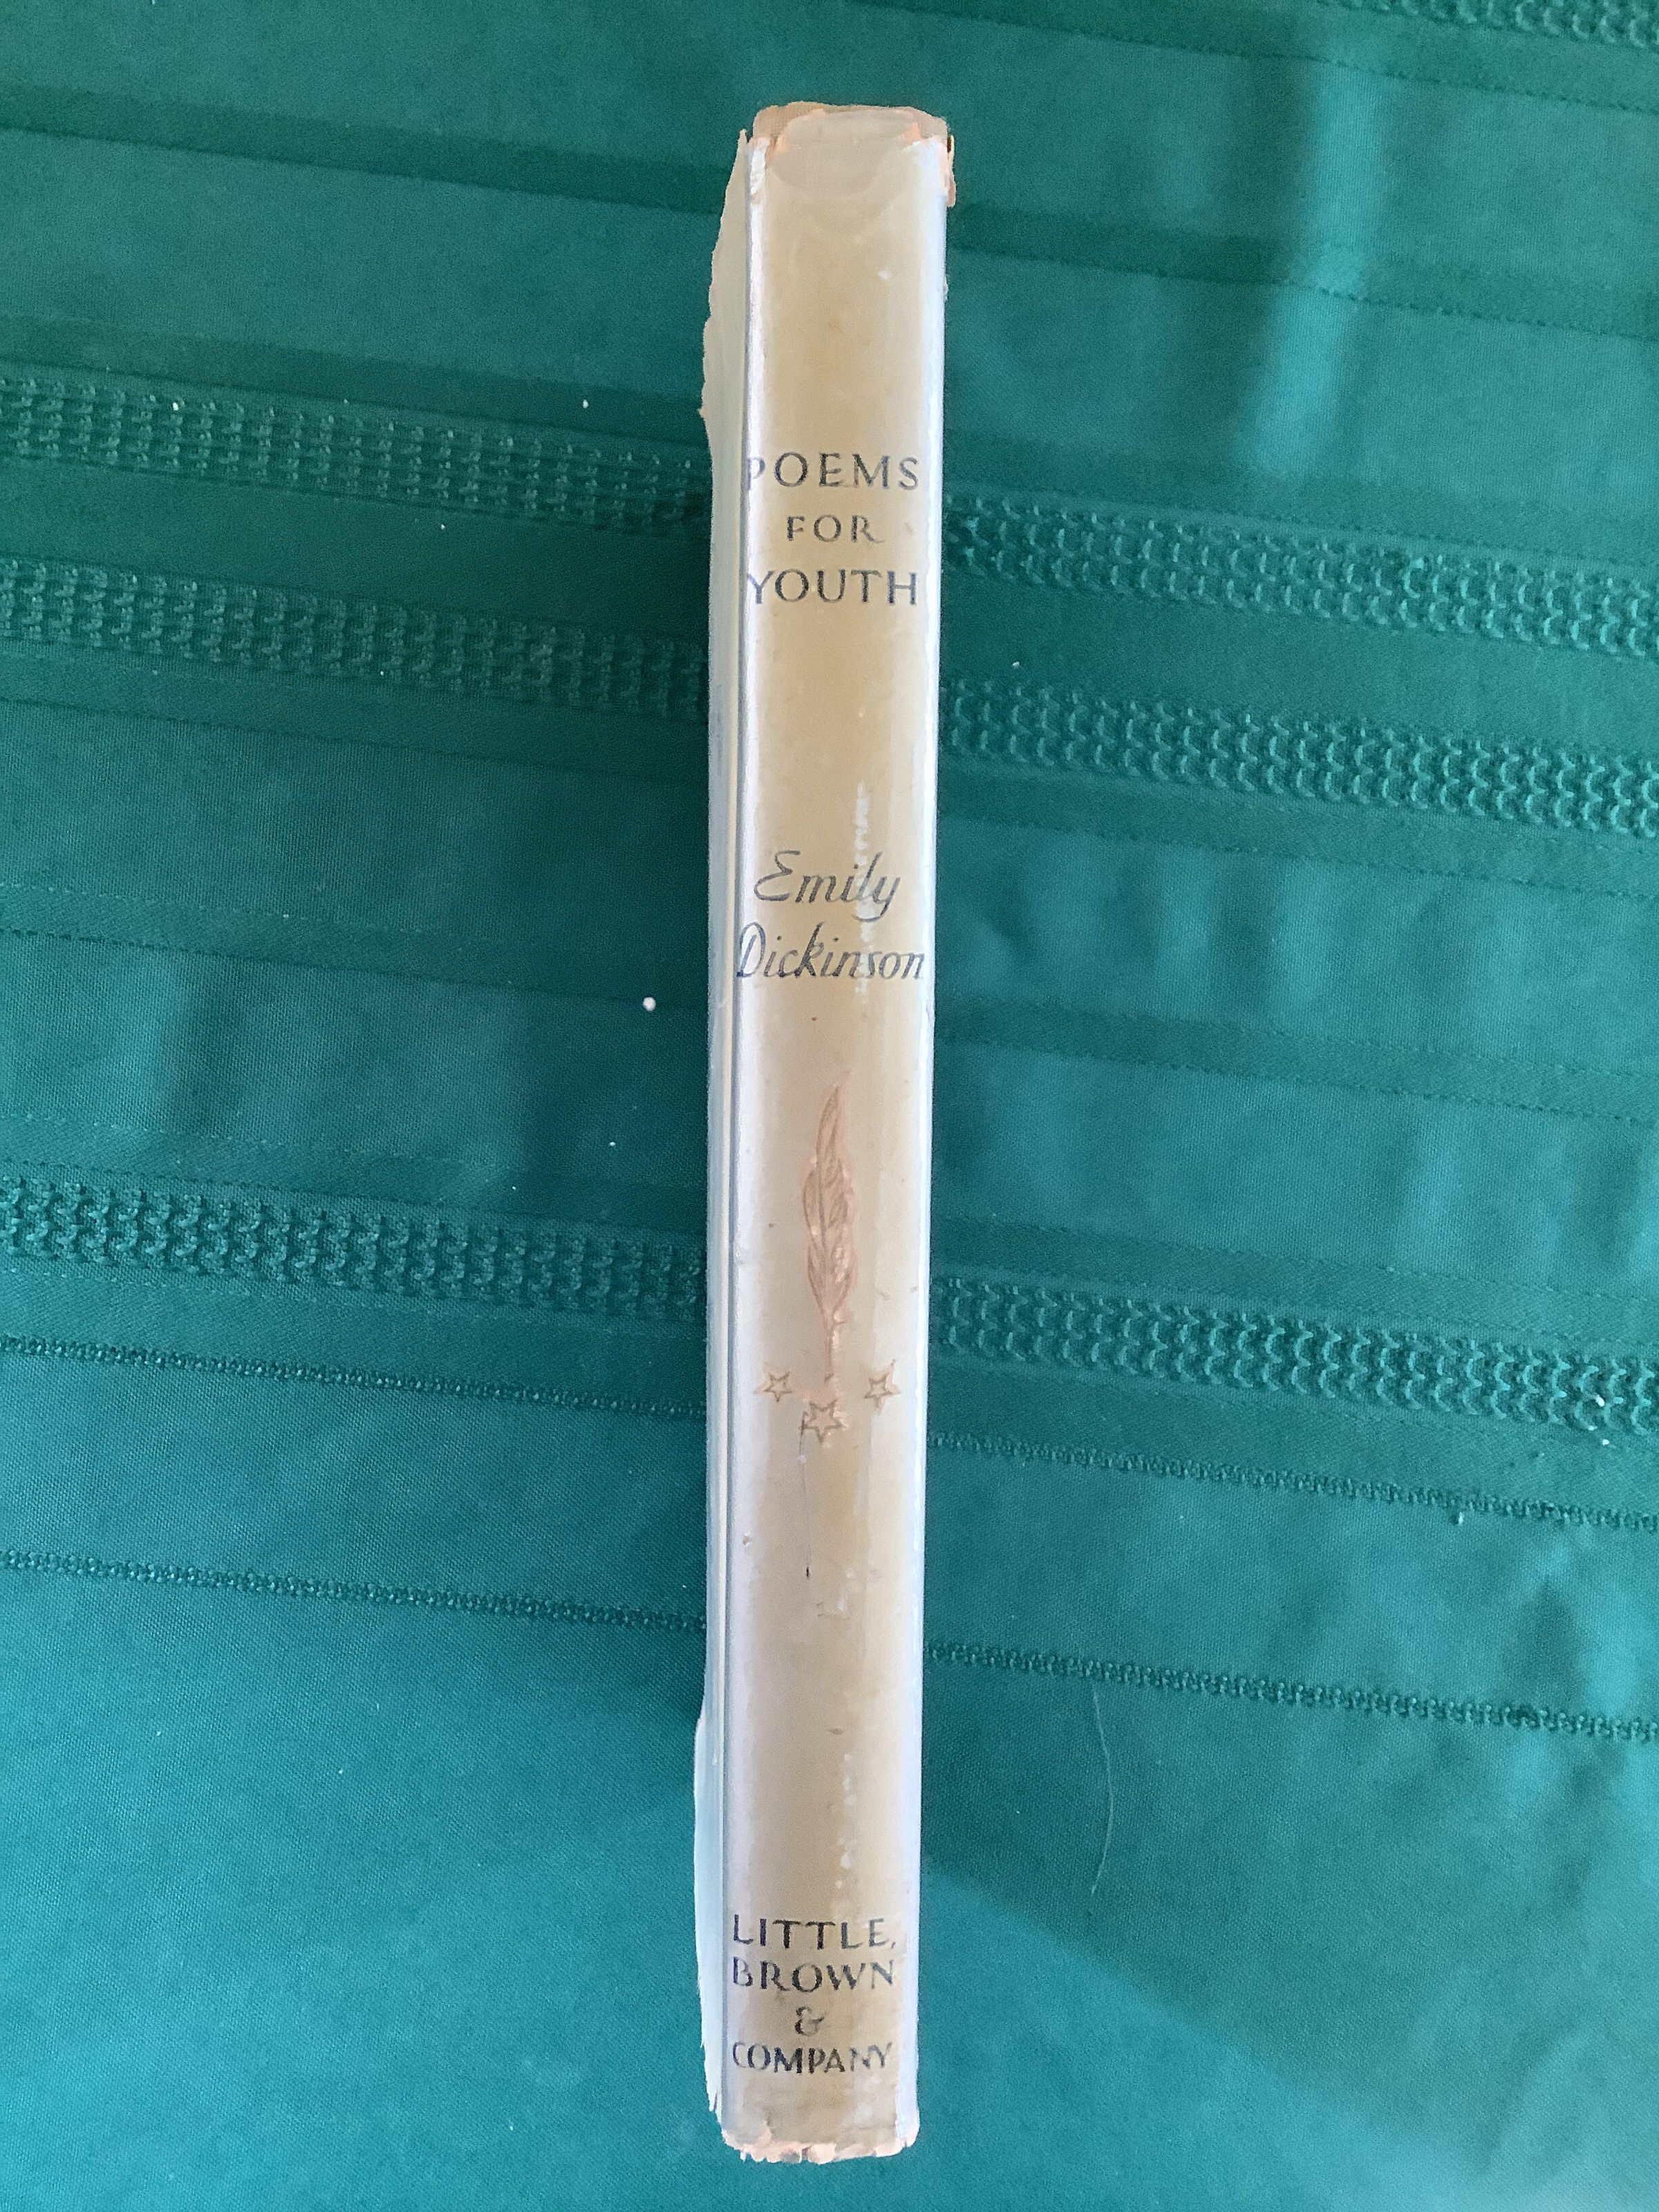 POEMS
FOR
YOUTH
Emily
Dickinson
LITTLE,
BROWN
&
COMPANY